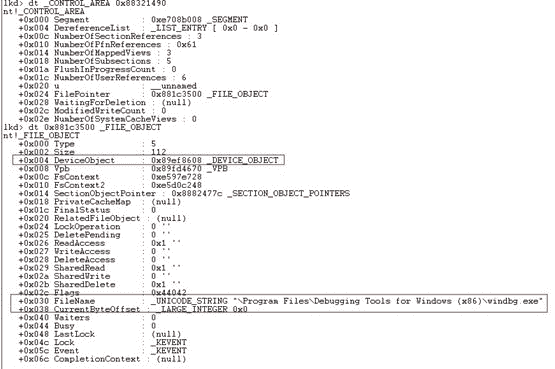 lkd> dt _CONTROL_AREA 0x88321490
nt!_CONTROL_AREA
+0x000 Segment : 0xe708b008 _SEGMENT
+0x004 DereferenceList : _LIST_ENTRY [ 0x0 - 0x0 ]
+0x00c NumberOfSectionReferences : 3
+0x010 NumberOfPfnReferences : 0x61
+0x014 NumberOfMappedViews : 3
+0x018 NumberOfSubsections : 5
+0x01a FlushInProgressCount : 0
+0x01c NumberOfUserReferences : 6
+0x020 u : __unnamed
+0x024 FilePointer : 0x881c3500 _FILE_OBJECT
+0x028 WaitingForDeletion : (null)
+0x02c ModifiedWriteCount : 0
+0x02e NumberOfSystemCacheViews : 0
lkd> dt 0x881c3500 _FILE_OBJECT
nt!_FILE_OBJECT
+0x000 Type : 5
+0x002 Size : 112
+0x004 DeviceObject : 0x89ef8608 _DEVICE_OBJECT
+0x008 Vpb : 0x89fd4670 _VPB
+0x00c FsContext : 0xe597e728
+0x010 FsContext2 : 0xe5d0c248
+0x014 SectionObjectPointer : 0x8882477c _SECTION_OBJECT_POINTERS
+0x018 PrivateCacheMap : (null)
+0x01c FinalStatus : 0
+0x020 RelatedFileObject : (null)
+0x024 LockOperation : 0 ''
+0x025 DeletePending : 0 ''
+0x026 ReadAccess : 0x1 ''
+0x027 WriteAccess : 0 ''
+0x028 DeleteAccess : 0 ''
+0x029 SharedRead : 0x1 ''
+0x02a SharedWrite : 0 ''
+0x02b SharedDelete : 0x1 ''
+0x02c Flags : 0x44042
+0x030 FileName : _UNICODE_STRING "\Program Files\Debugging Tools for Windows (x86)\windbg.exe"
+0x038 CurrentByteOffset : _LARGE_INTEGER 0x0
+0x040 Waiters : 0
+0x044 Busy : 0
+0x048 LastLock : (null)
+0x04c Lock : _KEVENT
+0x05c Event : _KEVENT
+0x06c CompletionContext : (null)